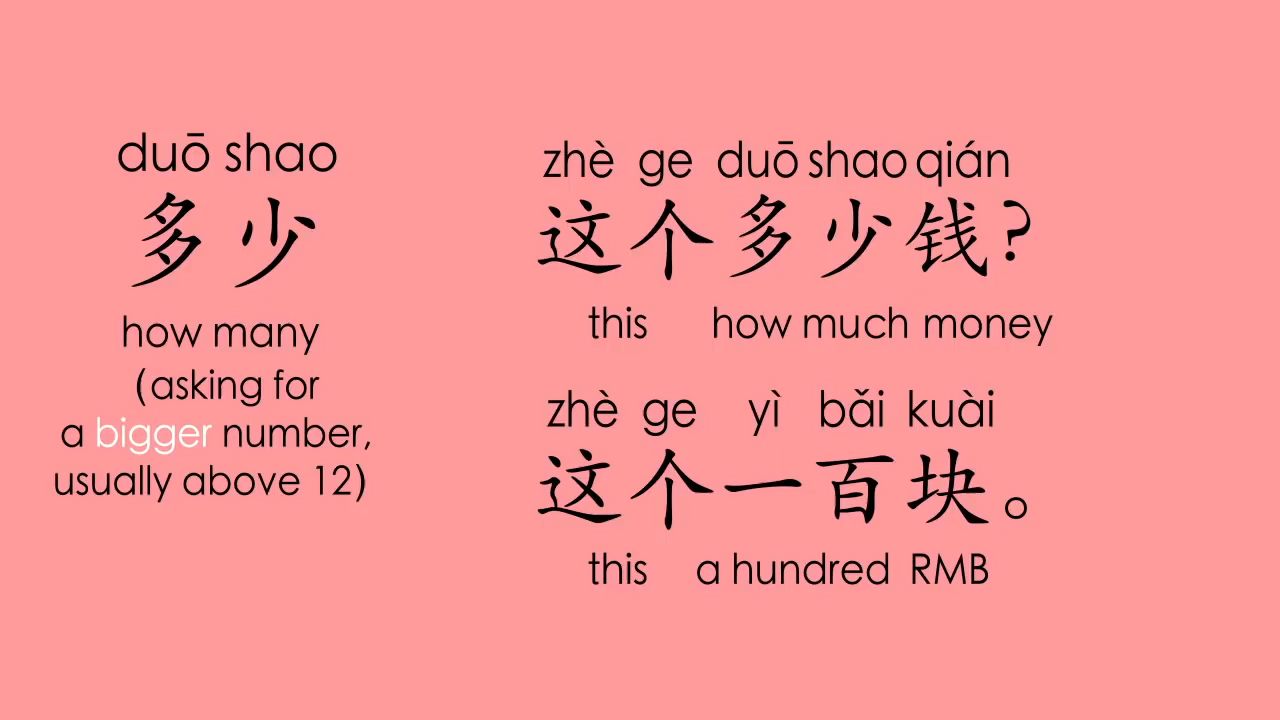 duō shao
多少
how many
(asking for
a bigger number,
usually above 12)
zhè ge duō shao qián
这个多少钱?
this how much money
zhè ge yì bǎi kuài
这个一百块。
this a hundred RMB